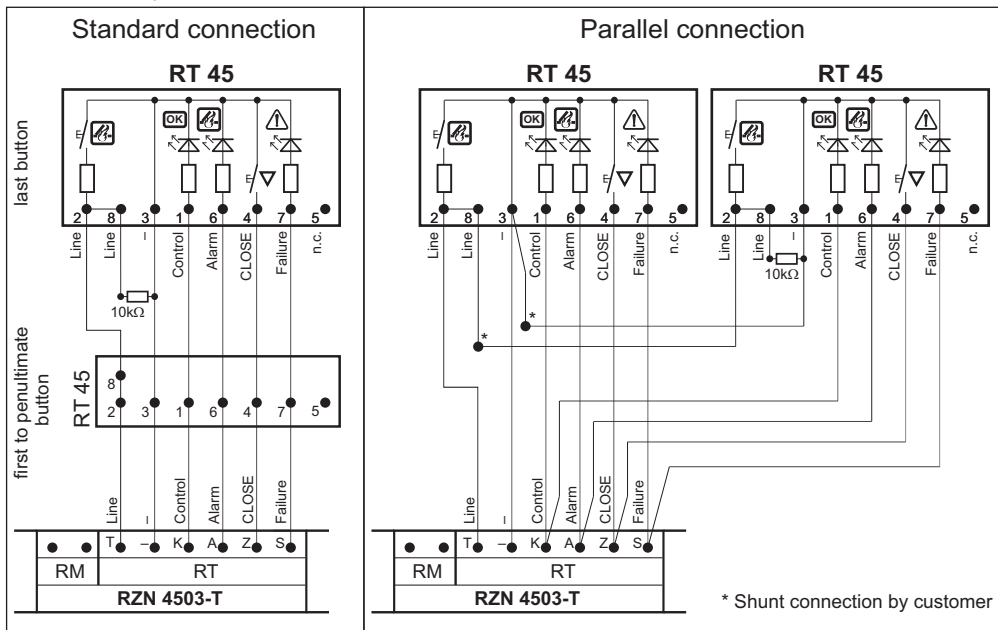 Standard connection
Parallel connection
RT 45
RT 45
RT 45
last button
OK
E
E
2 8 3 1 6 4 7 5
Line Line – Control Alarm CLOSE Failure n.c.
10kΩ
OK
E
E
2 8 3 1 6 4 7 5
Line Line – Control Alarm CLOSE Failure n.c.
OK
E
E
2 8 3 1 6 4 7 5
Line Line – Control Alarm CLOSE Failure n.c.
10kΩ
*
*
first to penultimate
button
RT 45
8
2 3 1 6 4 7 5
Line – Control Alarm CLOSE Failure
T – K A Z S
RM RT
RZN 4503-T
Line – Control Alarm CLOSE Failure
T – K A Z S
RM RT
RZN 4503-T
* Shunt connection by customer